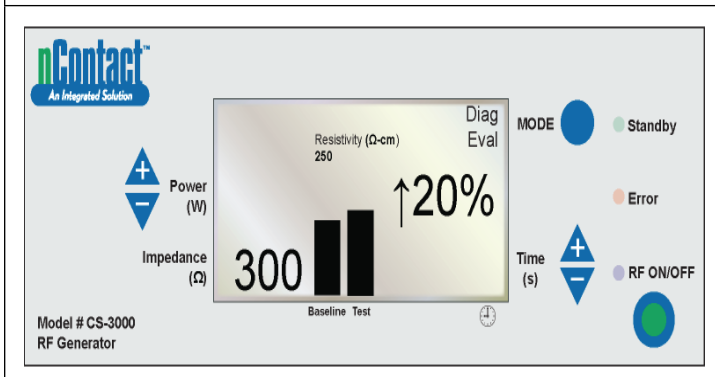 nContact™
An Integrated Solution
Diag
Eval
Resistivity (Ω-cm)
250
↑20%
300
Baseline Test
+
−
Power
(W)
Impedance
(Ω)
Model # CS-3000
RF Generator
MODE
Standby
Error
Time
(s)
+
−
RF ON/OFF